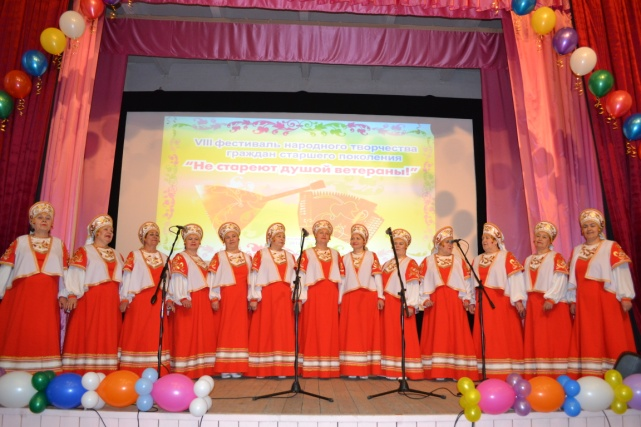 VIII фестиваль народного творчества
граждан старшего поколения
"Не стареют душой ветераны!"